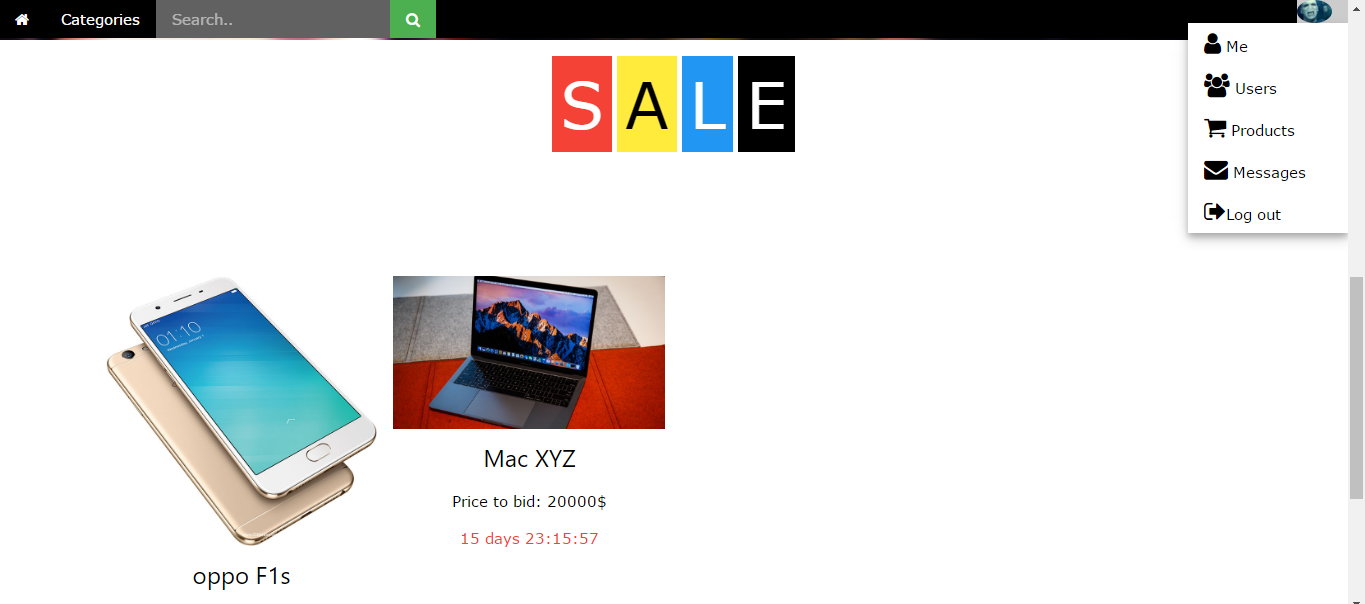 Categories
Search..
Me
Users
Products
Messages
Log out
S A L E
01:10
Mac XYZ
Price to bid: 20000$
15 days 23:15:57
oppo F1s